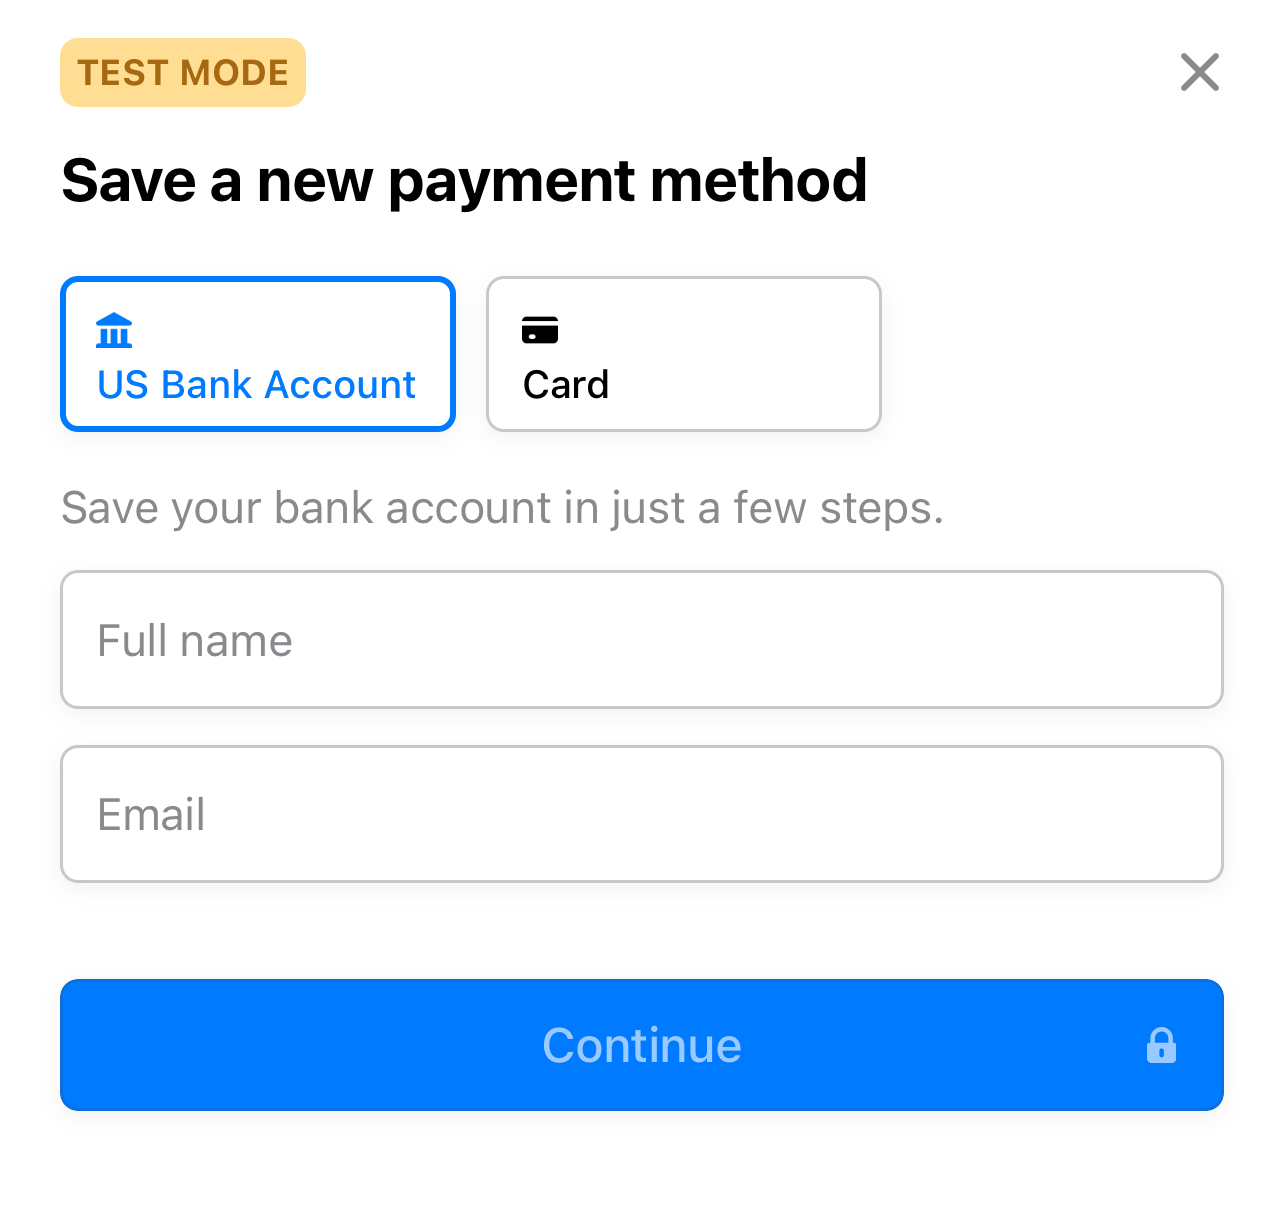 TEST MODE
Save a new payment method
US Bank Account
Card
Save your bank account in just a few steps.
Full name
Email
Continue